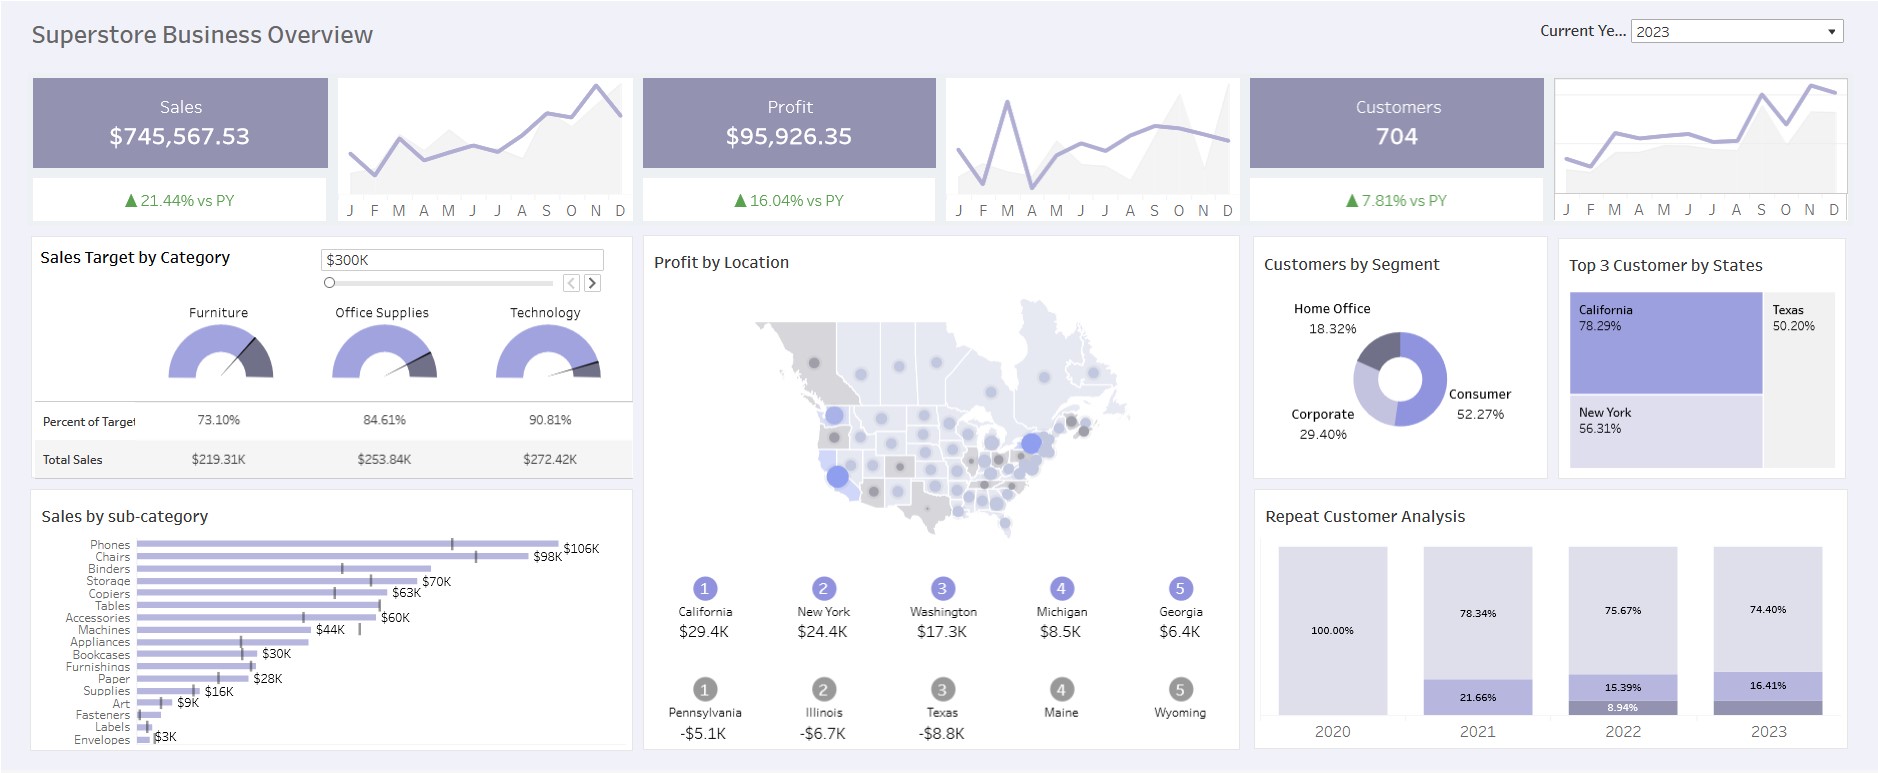 Superstore Business Overview
Current Ye... 2023
Sales
$745,567.53
▲ 21.44% vs PY
J F M A M J J A S O N D
Profit
$95,926.35
▲ 16.04% vs PY
J F M A M J J A S O N D
Customers
704
▲ 7.81% vs PY
J F M A M J J A S O N D
Sales Target by Category
$300K
Furniture Office Supplies Technology
Percent of Target 73.10% 84.61% 90.81%
Total Sales $219.31K $253.84K $272.42K
Sales by sub-category
Phones $106K
Chairs $98K
Binders
Storage $70K
Copiers $63K
Tables
Accessories $60K
Machines $44K
Appliances
Bookcases $30K
Furnishings
Paper $28K
Supplies $16K
Art $9K
Fasteners
Labels
Envelopes $3K
Profit by Location
1 2 3 4 5
California New York Washington Michigan Georgia
$29.4K $24.4K $17.3K $8.5K $6.4K
1 2 3 4 5
Pennsylvania Illinois Texas Maine Wyoming
-$5.1K -$6.7K -$8.8K
Customers by Segment
Home Office
18.32%
Consumer
52.27%
Corporate
29.40%
Top 3 Customer by States
California
78.29%
Texas
50.20%
New York
56.31%
Repeat Customer Analysis
100.00% 78.34% 75.67% 74.40%
21.66% 15.39% 16.41%
8.94%
2020 2021 2022 2023